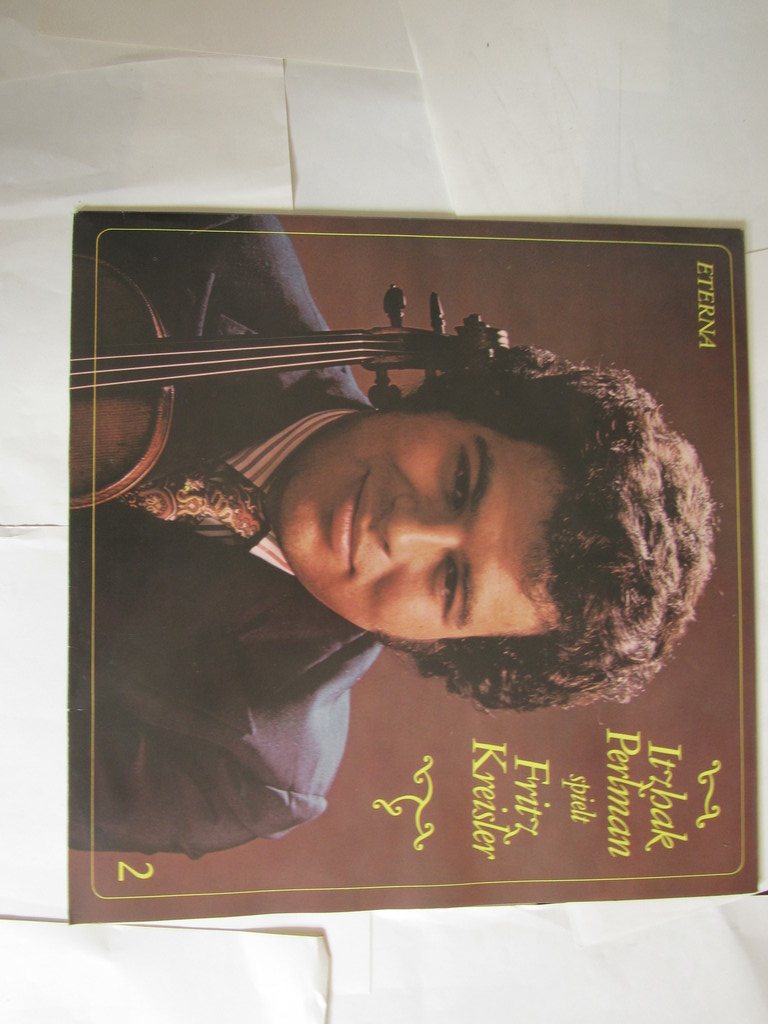 ETERNA
Itzhak
Perlman
spielt
Fritz
Kreisler
2